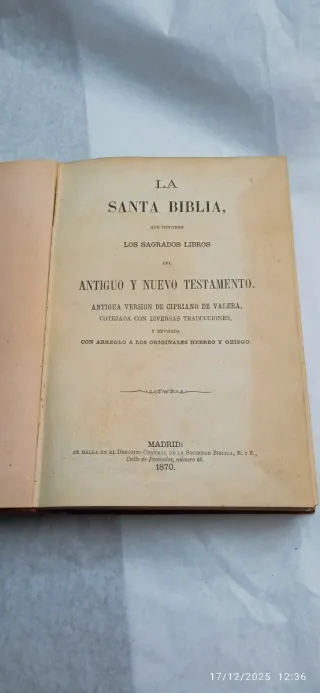 LA
SANTA BIBLIA,
QUE CONTIENE
LOS SAGRADOS LIBROS
DEL
ANTIGUO Y NUEVO TESTAMENTO.
ANTIGUA VERSION DE CIPRIANO DE VALERA,
COTEJADA CON DIVERSAS TRADUCCIONES,
Y REVISADA
CON ARREGLO A LOS ORIGINALES HEBREO Y GRIEGO.
MADRID:
SE HALLA EN EL DEPOSITO CENTRAL DE LA SOCIEDAD BIBLICA, B. Y E.,
Calle de Preciados, número 46.
1870.
17/12/2025 12:36